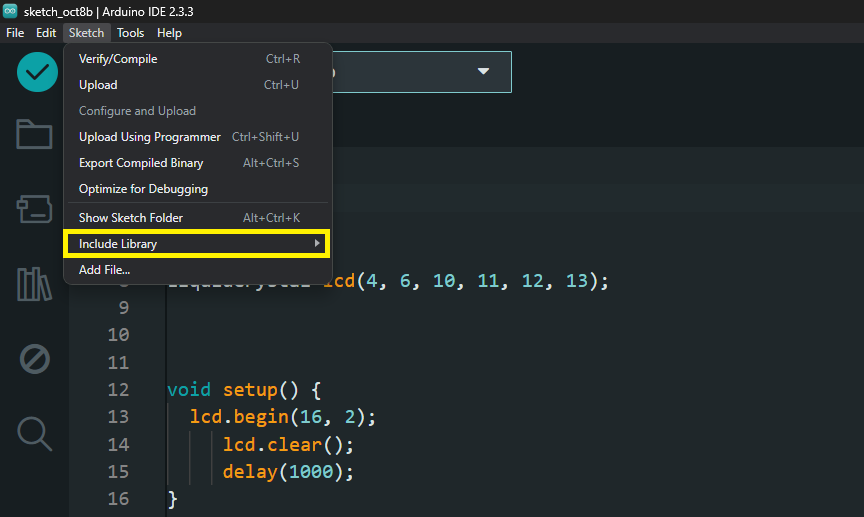 sketch_oct8b | Arduino IDE 2.3.3
File Edit Sketch Tools Help
Verify/Compile Ctrl+R
Upload Ctrl+U
Configure and Upload
Upload Using Programmer Ctrl+Shift+U
Export Compiled Binary Alt+Ctrl+S
Optimize for Debugging
Show Sketch Folder Alt+Ctrl+K
Include Library
Add File...
lcd(4, 6, 10, 11, 12, 13);
9
10
11
12 void setup() {
13 lcd.begin(16, 2);
14 lcd.clear();
15 delay(1000);
16 }